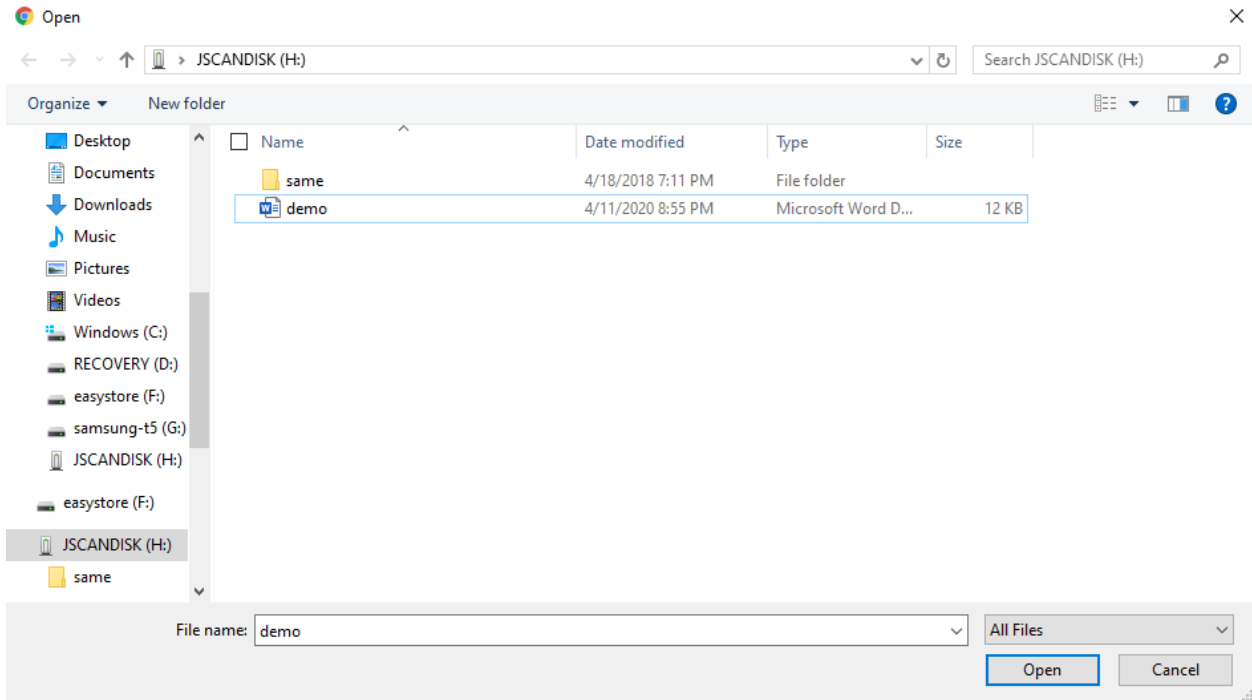 Open
JSCANDISK (H:)
Search JSCANDISK (H:)
Organize
New folder
Name
Date modified
Type
Size
same
4/18/2018 7:11 PM
File folder
demo
4/11/2020 8:55 PM
Microsoft Word D...
12 KB
Desktop
Documents
Downloads
Music
Pictures
Videos
Windows (C:)
RECOVERY (D:)
easystore (F:)
samsung-t5 (G:)
JSCANDISK (H:)
easystore (F:)
JSCANDISK (H:)
same
File name: demo
All Files
Open
Cancel